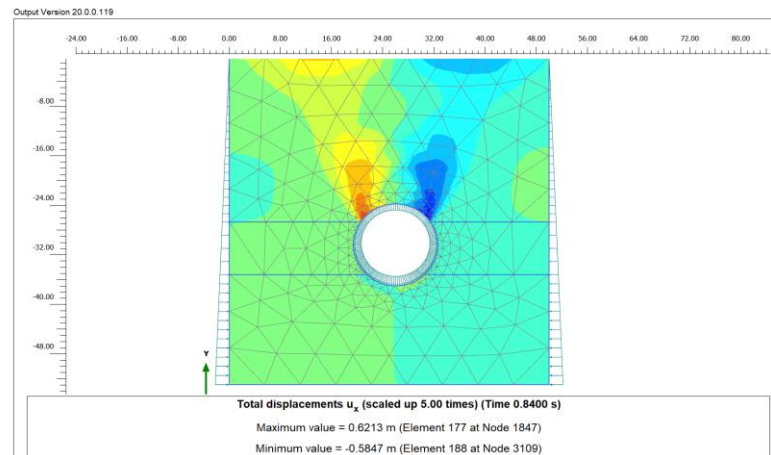 Output Version 20.0.0.119
-24.00 -16.00 -8.00 0.00 8.00 16.00 24.00 32.00 40.00 48.00 56.00 64.00 72.00 80.00
-8.00
-16.00
-24.00
-32.00
-40.00
-48.00
Y
Total displacements uₓ (scaled up 5.00 times) (Time 0.8400 s)
Maximum value = 0.6213 m (Element 177 at Node 1847)
Minimum value = -0.5847 m (Element 188 at Node 3109)